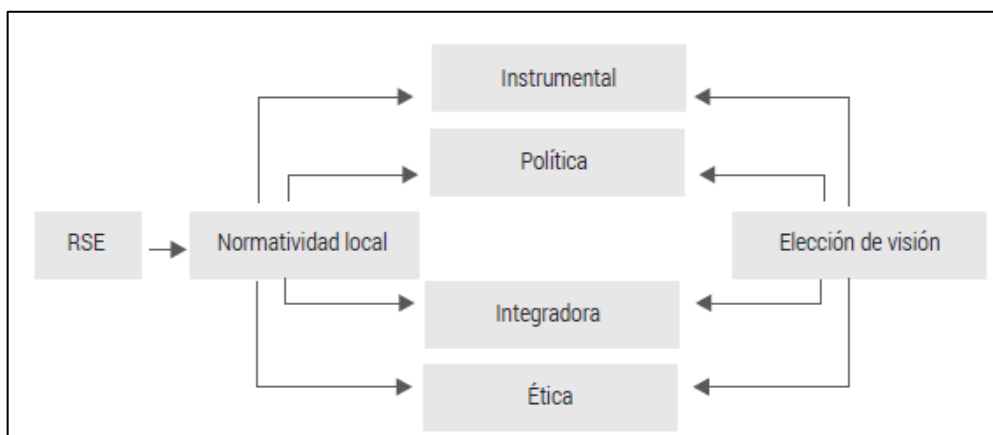 Instrumental
Política
RSE
Normatividad local
Elección de visión
Integradora
Ética